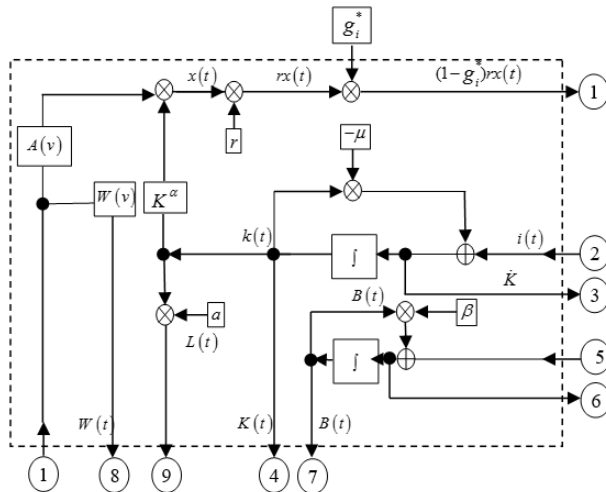 g_i^*
x(t) rx(t) (1-g_i^*)rx(t) 1
A(v) r
-μ
W(v) K^α
k(t) ∫ i(t) 2
K̇ 3
B(t) β
a
L(t) ∫ 5
6
W(t) K(t) B(t)
1 8 9 4 7